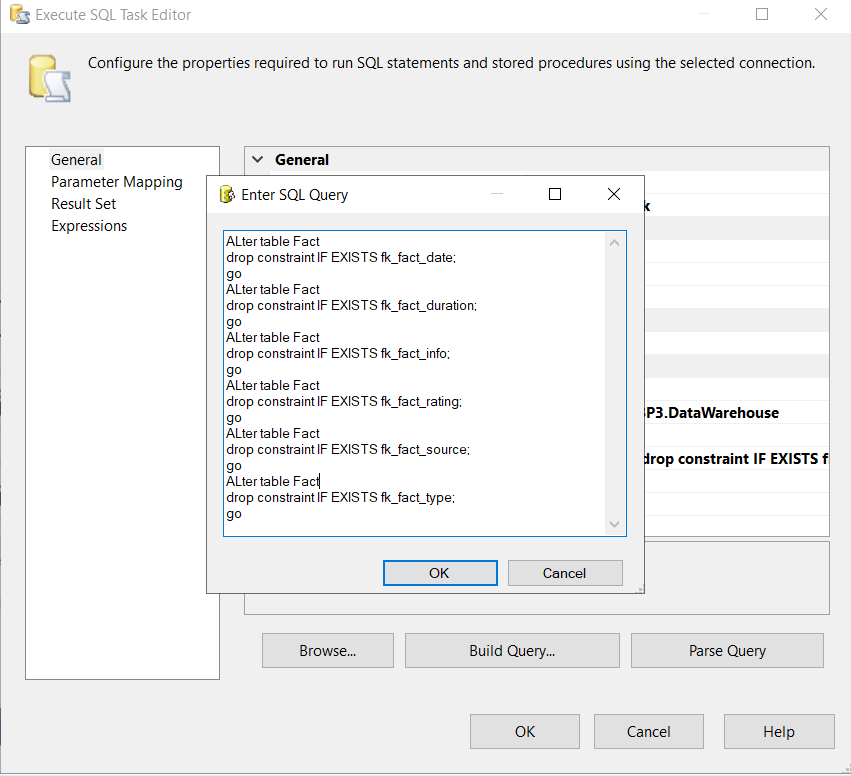 Execute SQL Task Editor
Configure the properties required to run SQL statements and stored procedures using the selected connection.
General
Parameter Mapping
Result Set
Expressions
General
Enter SQL Query
ALter table Fact
drop constraint IF EXISTS fk_fact_date;
go
ALter table Fact
drop constraint IF EXISTS fk_fact_duration;
go
ALter table Fact
drop constraint IF EXISTS fk_fact_info;
go
ALter table Fact
drop constraint IF EXISTS fk_fact_rating;
go
ALter table Fact
drop constraint IF EXISTS fk_fact_source;
go
ALter table Fact
drop constraint IF EXISTS fk_fact_type;
go
OK
Cancel
k
P3.DataWarehouse
drop constraint IF EXISTS f
Browse...
Build Query...
Parse Query
OK
Cancel
Help